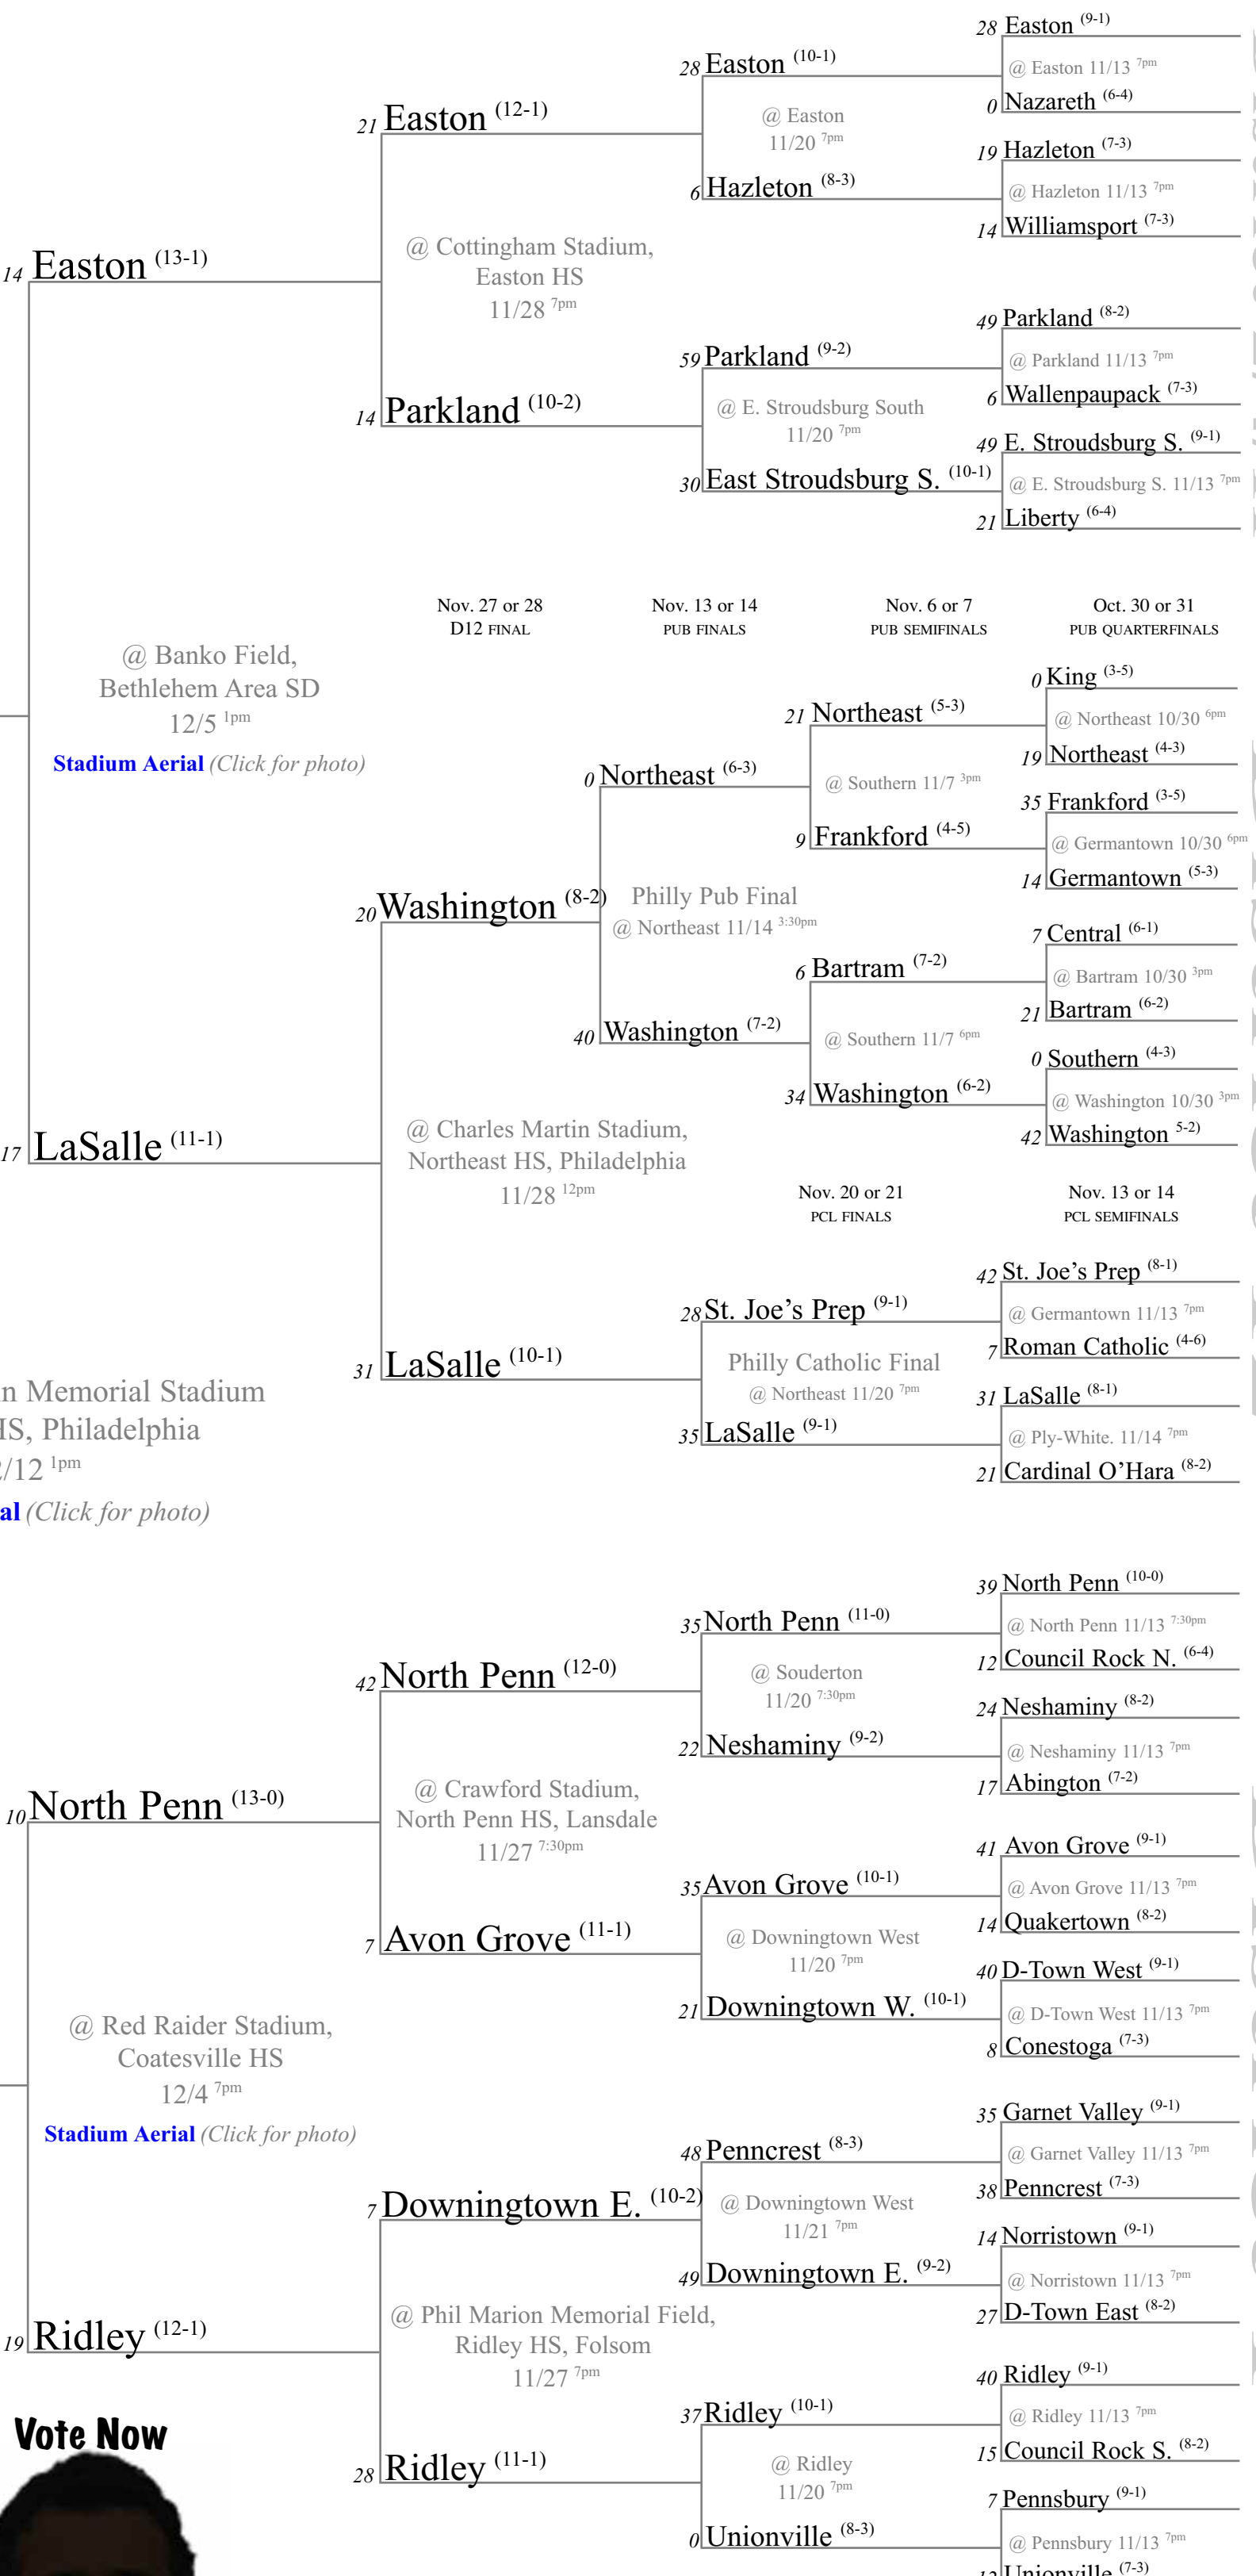 28 Easton (9-1)
@ Easton 11/13 7pm
0 Nazareth (6-4)
28 Easton (10-1)
@ Easton
11/20 7pm
6 Hazleton (8-3)
19 Hazleton (7-3)
@ Hazleton 11/13 7pm
14 Williamsport (7-3)
21 Easton (12-1)
@ Cottingham Stadium,
Easton HS
11/28 7pm
14 Parkland (10-2)
14 Easton (13-1)
49 Parkland (8-2)
@ Parkland 11/13 7pm
6 Wallenpaupack (7-3)
59 Parkland (9-2)
@ E. Stroudsburg South
11/20 7pm
30 East Stroudsburg S. (10-1)
49 E. Stroudsburg S. (9-1)
@ E. Stroudsburg S. 11/13 7pm
21 Liberty (6-4)
Nov. 27 or 28
D12 FINAL
Nov. 13 or 14
PUB FINALS
Nov. 6 or 7
PUB SEMIFINALS
Oct. 30 or 31
PUB QUARTERFINALS
@ Banko Field,
Bethlehem Area SD
12/5 1pm
Stadium Aerial (Click for photo)
0 King (3-5)
@ Northeast 10/30 6pm
19 Northeast (4-3)
21 Northeast (5-3)
@ Southern 11/7 3pm
9 Frankford (4-5)
35 Frankford (3-5)
@ Germantown 10/30 6pm
14 Germantown (5-3)
0 Northeast (6-3)
Philly Pub Final
@ Northeast 11/14 3:30pm
40 Washington (7-2)
20 Washington (8-2)
7 Central (6-1)
@ Bartram 10/30 3pm
21 Bartram (6-2)
6 Bartram (7-2)
@ Southern 11/7 6pm
34 Washington (6-2)
0 Southern (4-3)
@ Washington 10/30 3pm
42 Washington 5-2)
17 LaSalle (11-1)
@ Charles Martin Stadium,
Northeast HS, Philadelphia
11/28 12pm
Nov. 20 or 21
PCL FINALS
Nov. 13 or 14
PCL SEMIFINALS
42 St. Joe's Prep (8-1)
@ Germantown 11/13 7pm
7 Roman Catholic (4-6)
28 St. Joe's Prep (9-1)
Philly Catholic Final
@ Northeast 11/20 7pm
35 LaSalle (9-1)
31 LaSalle (8-1)
@ Ply-White. 11/14 7pm
21 Cardinal O'Hara (8-2)
31 LaSalle (10-1)
n Memorial Stadium
HS, Philadelphia
2/12 1pm
al (Click for photo)
39 North Penn (10-0)
@ North Penn 11/13 7:30pm
12 Council Rock N. (6-4)
35 North Penn (11-0)
@ Souderton
11/20 7:30pm
22 Neshaminy (9-2)
24 Neshaminy (8-2)
@ Neshaminy 11/13 7pm
17 Abington (7-2)
42 North Penn (12-0)
@ Crawford Stadium,
North Penn HS, Lansdale
11/27 7:30pm
7 Avon Grove (11-1)
10 North Penn (13-0)
41 Avon Grove (9-1)
@ Avon Grove 11/13 7pm
14 Quakertown (8-2)
35 Avon Grove (10-1)
@ Downingtown West
11/20 7pm
21 Downingtown W. (10-1)
40 D-Town West (9-1)
@ D-Town West 11/13 7pm
8 Conestoga (7-3)
@ Red Raider Stadium,
Coatesville HS
12/4 7pm
Stadium Aerial (Click for photo)
35 Garnet Valley (9-1)
@ Garnet Valley 11/13 7pm
38 Penncrest (7-3)
48 Penncrest (8-3)
@ Downingtown West
11/21 7pm
49 Downingtown E. (9-2)
14 Norristown (9-1)
@ Norristown 11/13 7pm
27 D-Town East (8-2)
7 Downingtown E. (10-2)
@ Phil Marion Memorial Field,
Ridley HS, Folsom
11/27 7pm
28 Ridley (11-1)
19 Ridley (12-1)
40 Ridley (9-1)
@ Ridley 11/13 7pm
15 Council Rock S. (8-2)
37 Ridley (10-1)
@ Ridley
11/20 7pm
0 Unionville (8-3)
7 Pennsbury (9-1)
@ Pennsbury 11/13 7pm
Unionville (7-3)
Vote Now